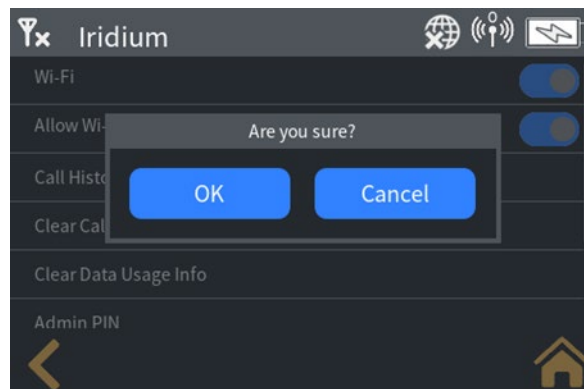 Iridium
Wi-Fi
Allow Wi-
Are you sure?
Call Histo
OK
Cancel
Clear Cal
Clear Data Usage Info
Admin PIN